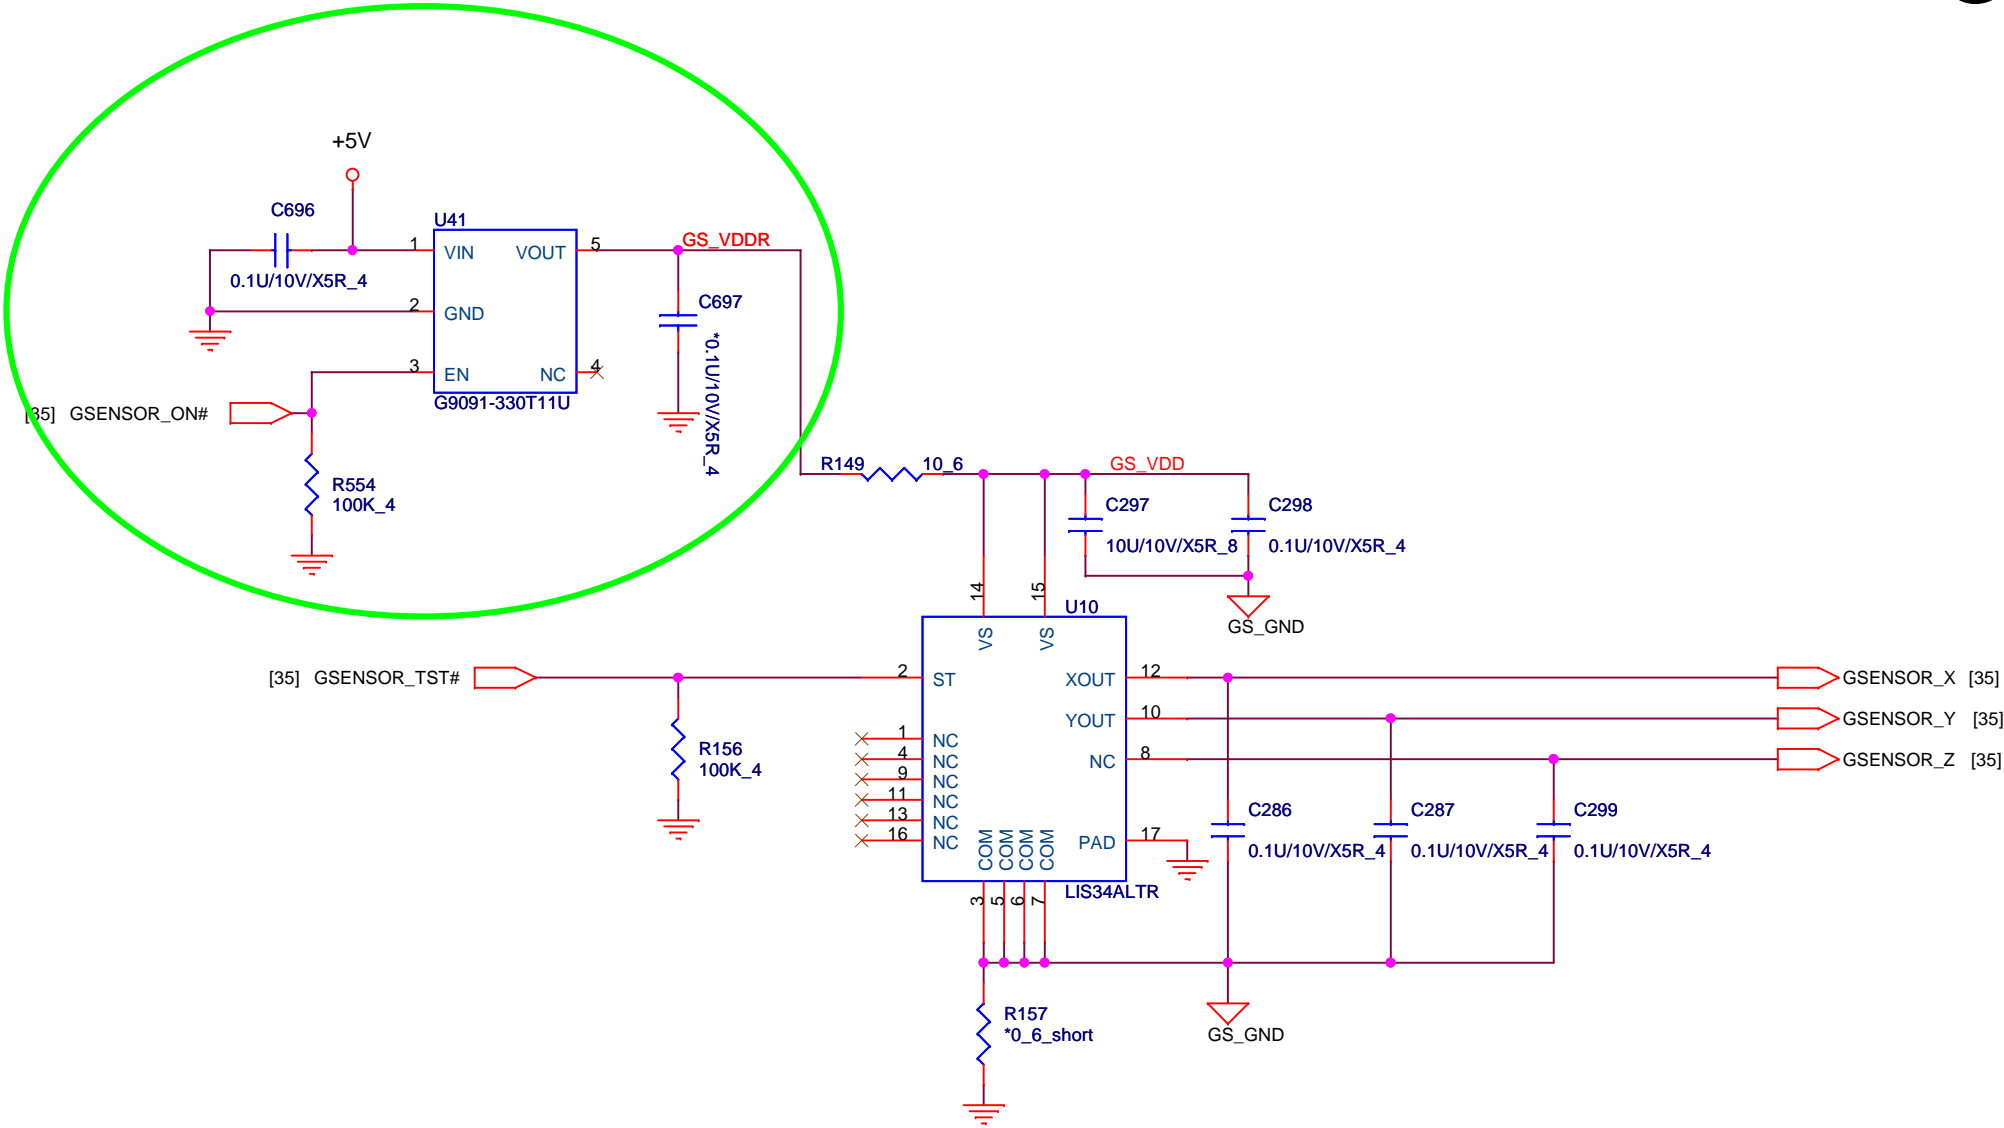 +5V
C696
0.1U/10V/X5R_4
U41
1
VIN
VOUT
5
GS_VDDR
2
GND
3
EN
NC
4
G9091-330T11U
C697
*0.1U/10V/X5R_4
[35] GSENSOR_ON#
R554
100K_4
R149
10_6
GS_VDD
C297
10U/10V/X5R_8
C298
0.1U/10V/X5R_4
GS_GND
14
15
U10
VS
VS
[35] GSENSOR_TST#
2
ST
XOUT
12
GSENSOR_X [35]
YOUT
10
GSENSOR_Y [35]
NC
8
GSENSOR_Z [35]
R156
100K_4
1
NC
4
NC
9
NC
11
NC
13
NC
16
NC
COM
COM
COM
COM
PAD
17
LIS34ALTR
3
5
6
7
C286
0.1U/10V/X5R_4
C287
0.1U/10V/X5R_4
C299
0.1U/10V/X5R_4
R157
*0_6_short
GS_GND